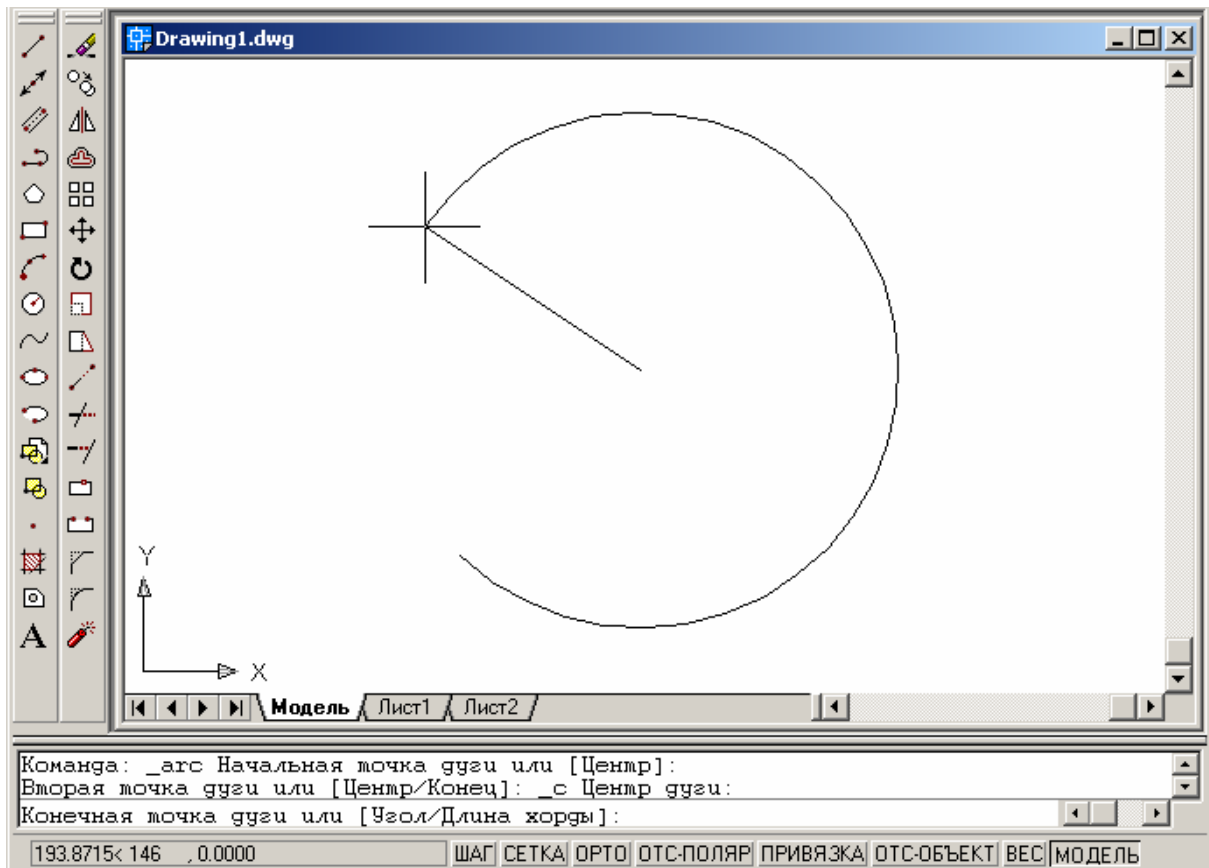 Drawing1.dwg
Y
X
A
Модель Лист1 Лист2
Команда: _arc Начальная точка дуги или [Центр]:
Вторая точка дуги или [Центр/Конец]: _c Центр дуги:
Конечная точка дуги или [Угол/Длина хорды]:
193.8715< 146 , 0.0000 ШАГ СЕТКА ОРТО ОТС-ПОЛЯР ПРИВЯЗКА ОТС-ОБЪЕКТ ВЕС МОДЕЛЬ